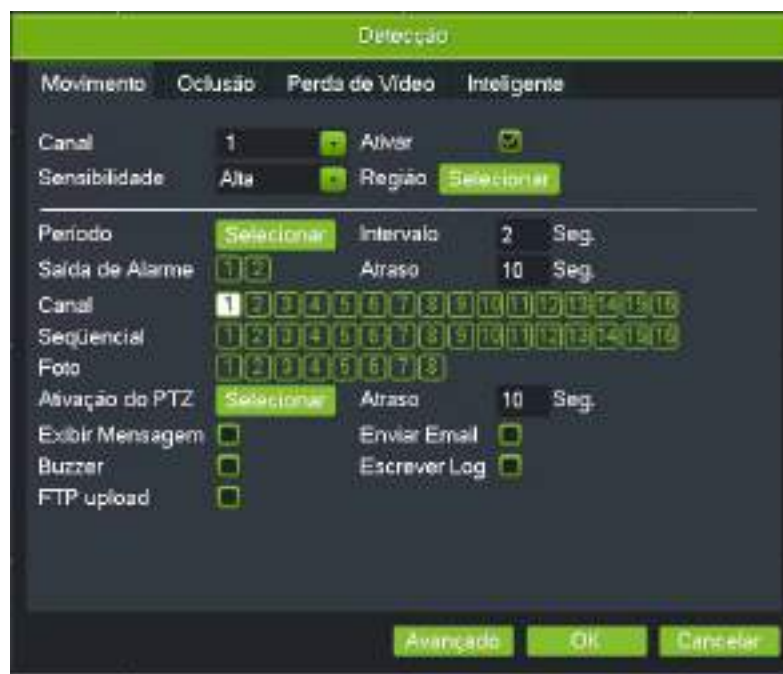 Detecção
Movimento Oclusão Perda de Vídeo Inteligente
Canal 1 Ativar
Sensibilidade Alta Região Selecionar
Período Selecionar Intervalo 2 Seg.
Saída de Alarme 1 2 Atraso 10 Seg.
Canal 1 2 3 4 5 6 7 8 9 10 11 12 13 14 15 16
Seqüencial 1 2 3 4 5 6 7 8 9 10 11 12 13 14 15 16
Foto 1 2 3 4 5 6 7 8
Ativação do PTZ Selecionar Atraso 10 Seg.
Exibir Mensagem Enviar Email
Buzzer Escrever Log
FTP upload
Avançado OK Cancelar